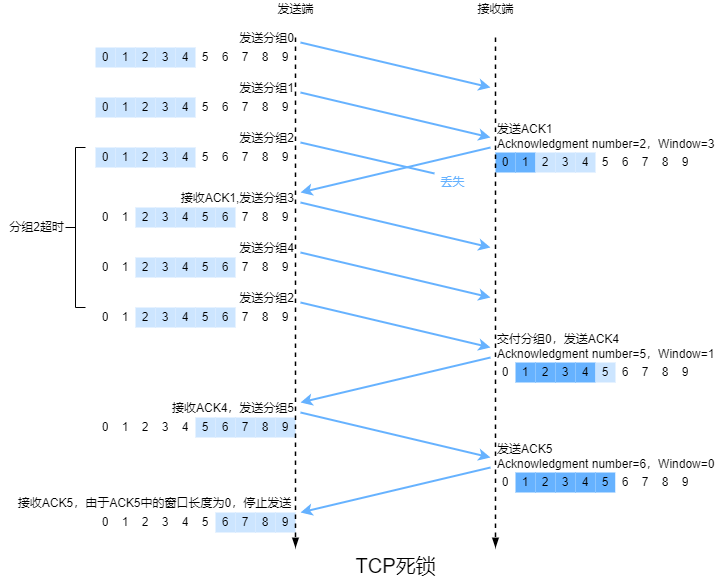 发送端
接收端
发送分组0
0 1 2 3 4 5 6 7 8 9
发送分组1
0 1 2 3 4 5 6 7 8 9
发送ACK1
Acknowledgment number=2，Window=3
0 1 2 3 4 5 6 7 8 9
发送分组2
0 1 2 3 4 5 6 7 8 9
丢失
分组2超时
接收ACK1,发送分组3
0 1 2 3 4 5 6 7 8 9
发送分组4
0 1 2 3 4 5 6 7 8 9
发送分组2
0 1 2 3 4 5 6 7 8 9
交付分组0，发送ACK4
Acknowledgment number=5，Window=1
0 1 2 3 4 5 6 7 8 9
接收ACK4，发送分组5
0 1 2 3 4 5 6 7 8 9
发送ACK5
Acknowledgment number=6，Window=0
0 1 2 3 4 5 6 7 8 9
接收ACK5，由于ACK5中的窗口长度为0，停止发送
0 1 2 3 4 5 6 7 8 9
TCP死锁